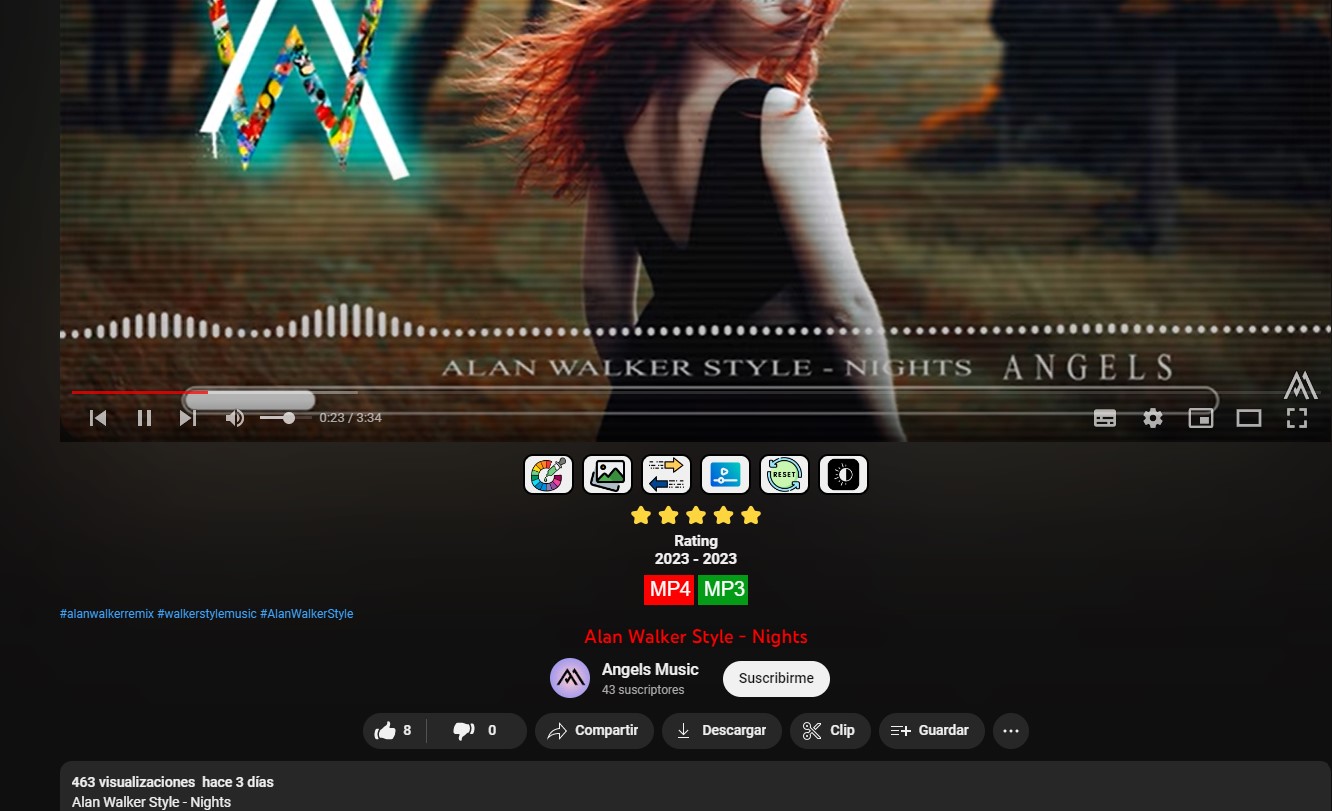 ALAN WALKER STYLE - NIGHTS ANGELS
0:23 / 3:34
RESET
Rating
2023 - 2023
MP4 MP3
#alanwalkerremix #walkerstylemusic #AlanWalkerStyle
Alan Walker Style - Nights
Angels Music
43 suscriptores
Suscribirme
8 0 Compartir Descargar Clip Guardar
463 visualizaciones hace 3 días
Alan Walker Style - Nights